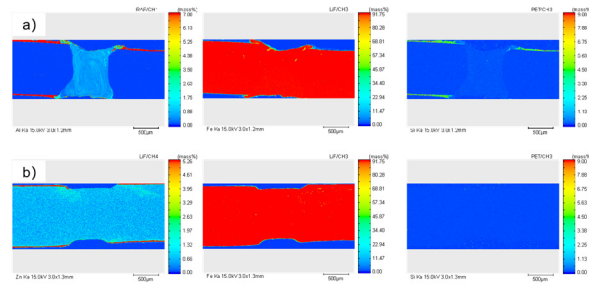 a)
RAP/CH1 (mass%)
7.00
6.13
5.25
4.38
3.50
2.63
1.75
0.88
0.00
Al Ka 15.0kV 3.0x1.2mm
500µm
LiF/CH3 (mass%)
91.75
80.28
68.81
57.34
45.87
34.41
22.94
11.47
0.00
Fe Ka 15.0kV 3.0x1.2mm
500µm
PET/CH3 (mass%)
9.00
7.88
6.75
5.63
4.50
3.38
2.25
1.13
0.00
Si Ka 15.0kV 3.0x1.2mm
500µm
b)
LiF/CH4 (mass%)
5.26
4.60
3.94
3.29
2.63
1.97
1.31
0.66
0.00
Zn Ka 15.0kV 3.0x1.3mm
500µm
LiF/CH3 (mass%)
91.75
80.28
68.81
57.34
45.87
34.41
22.94
11.47
0.00
Fe Ka 15.0kV 3.0x1.3mm
500µm
PET/CH3 (mass%)
9.00
7.88
6.75
5.63
4.50
3.38
2.25
1.13
0.00
Si Ka 15.0kV 3.0x1.3mm
500µm